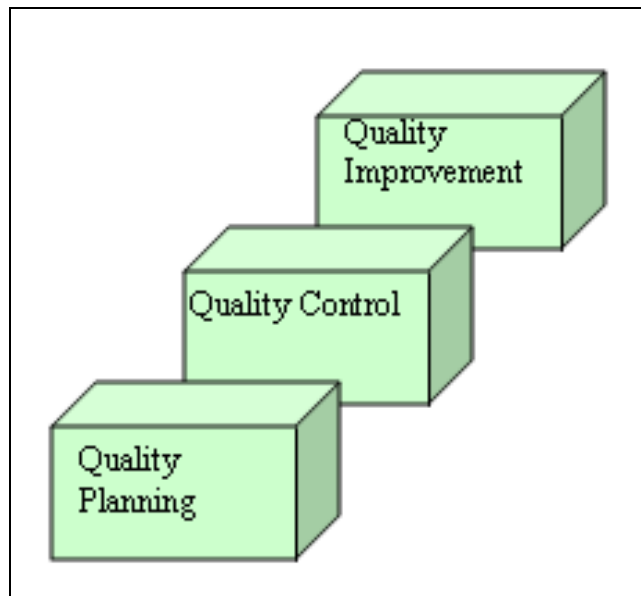 Quality
Improvement
Quality Control
Quality
Planning